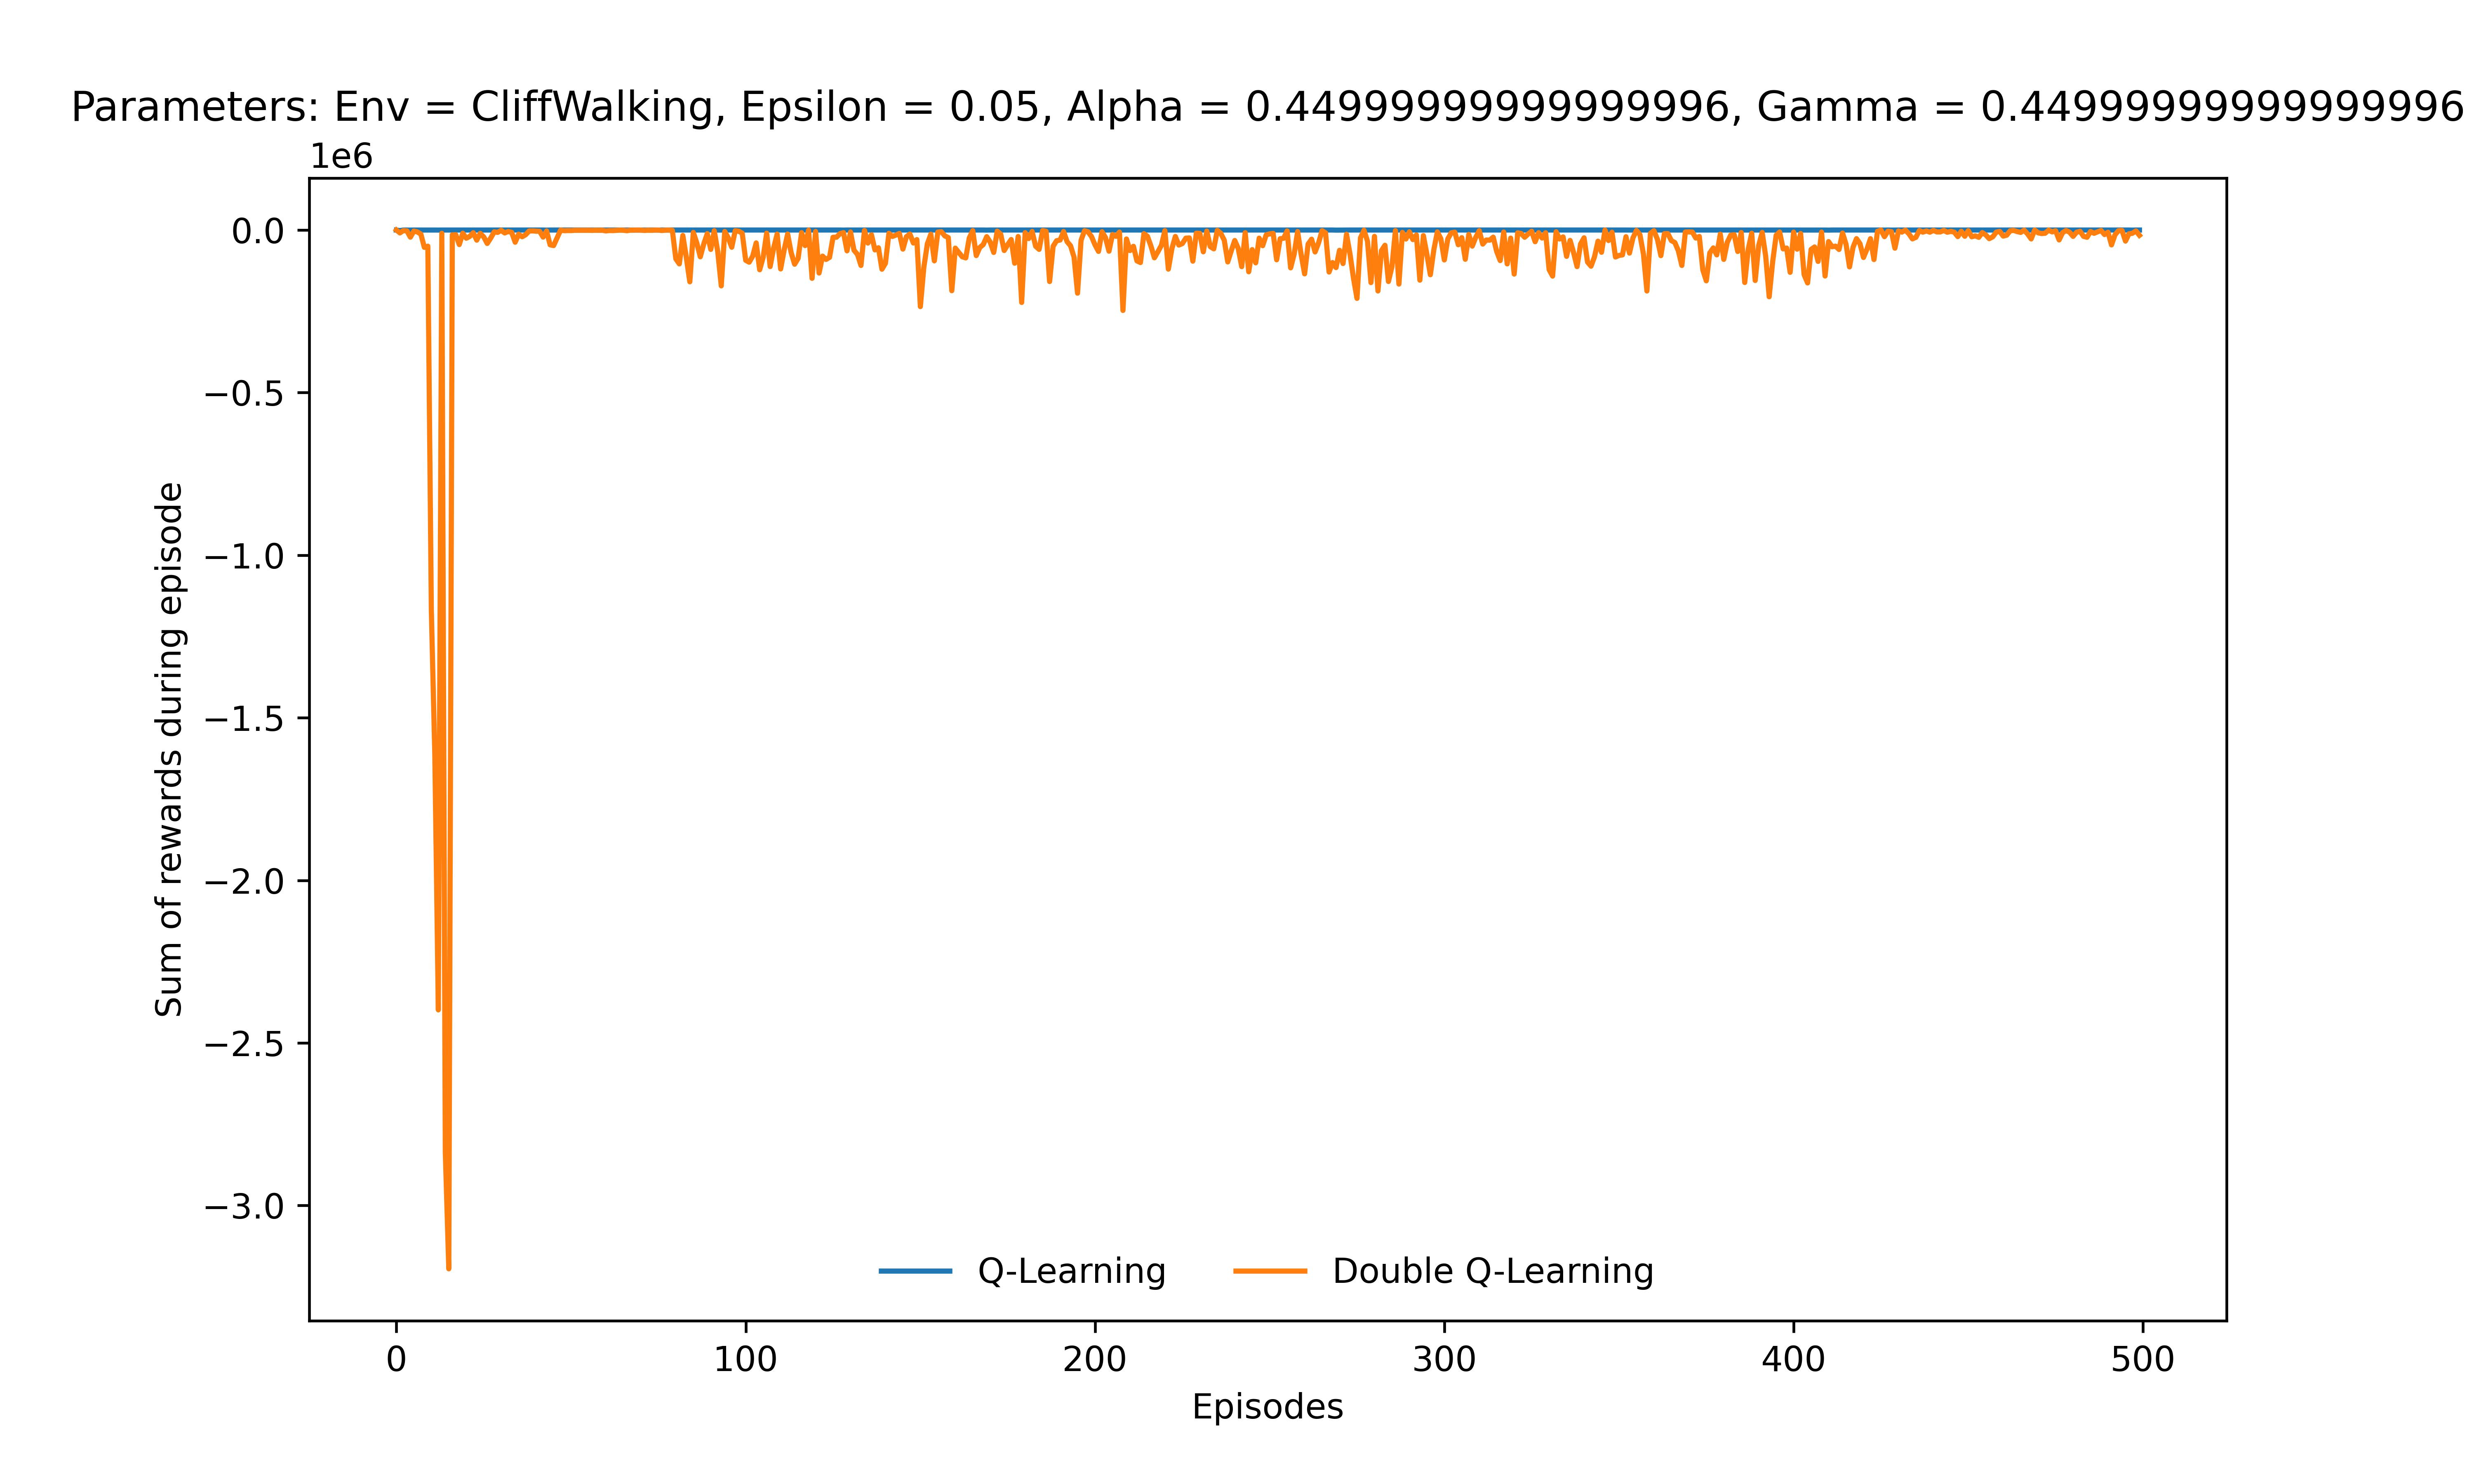 Parameters: Env = CliffWalking, Epsilon = 0.05, Alpha = 0.44999999999999996, Gamma = 0.44999999999999996
1e6
0.0
−0.5
−1.0
−1.5
−2.0
−2.5
−3.0
Sum of rewards during episode
Q-Learning Double Q-Learning
0 100 200 300 400 500
Episodes